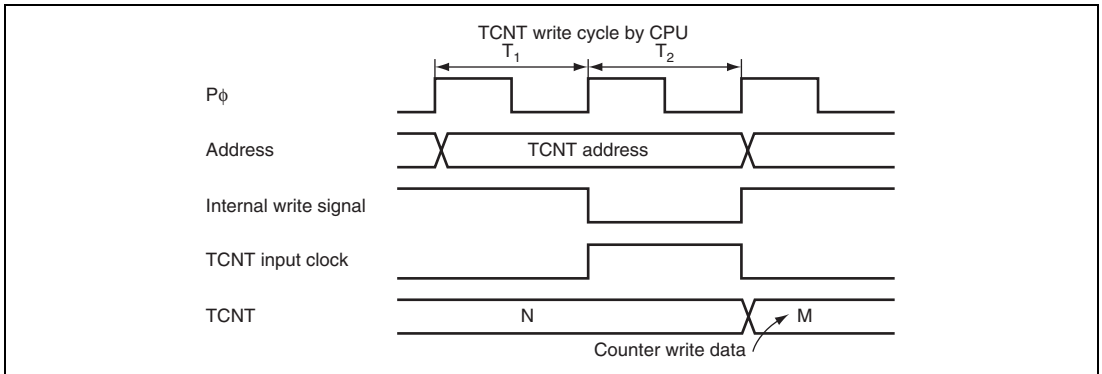 TCNT write cycle by CPU
T1 T2
Pϕ
Address TCNT address
Internal write signal
TCNT input clock
TCNT N M
Counter write data